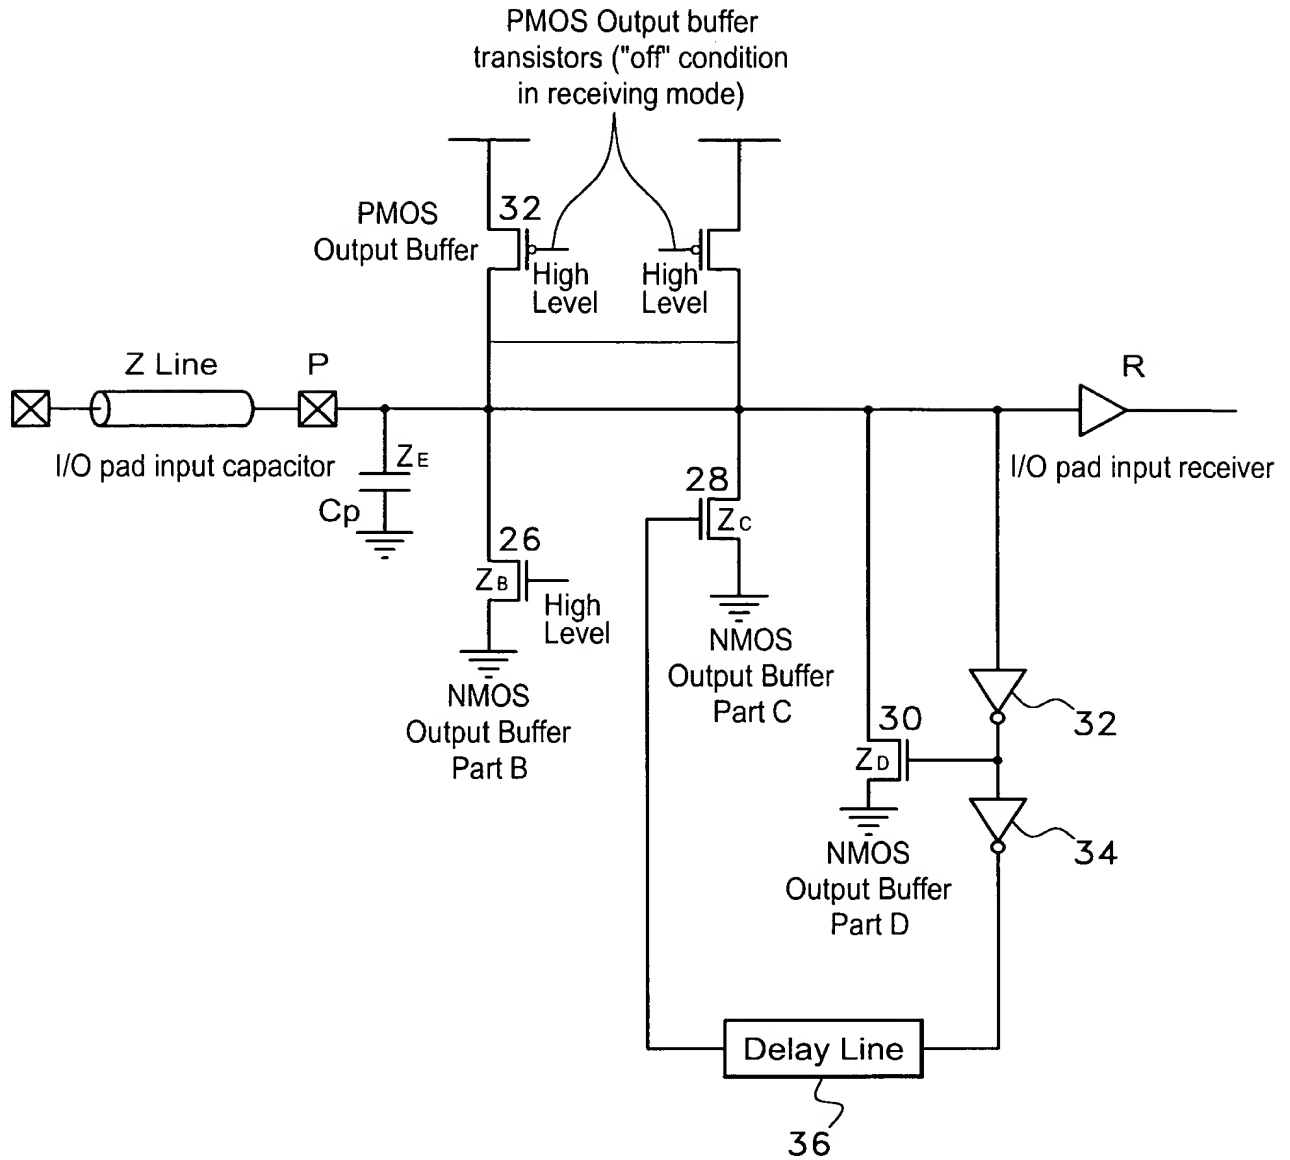 PMOS Output buffer
transistors ("off" condition
in receiving mode)
PMOS
Output Buffer
32
High
Level
High
Level
Z Line
P
R
I/O pad input capacitor
ZE
Cp
I/O pad input receiver
28
ZC
26
ZB
High
Level
NMOS
Output Buffer
Part B
NMOS
Output Buffer
Part C
30
ZD
32
34
NMOS
Output Buffer
Part D
Delay Line
36